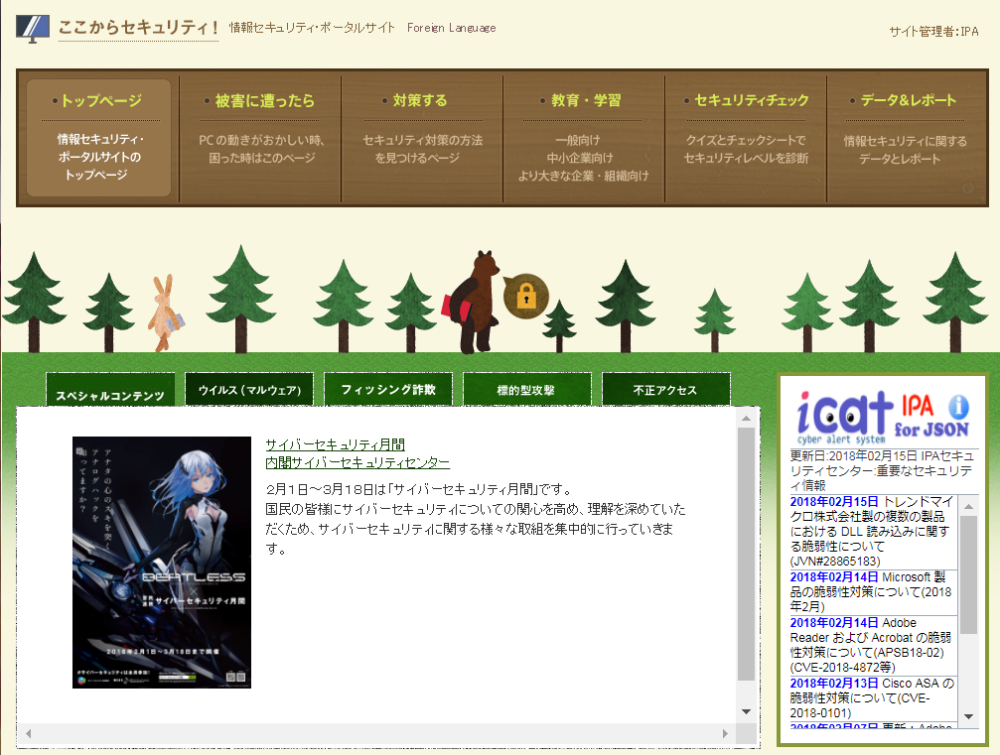 ここからセキュリティ！ 情報セキュリティ・ポータルサイト Foreign Language
サイト管理者：IPA
・トップページ
情報セキュリティ・
ポータルサイトの
トップページ
・被害に遭ったら
PCの動きがおかしい時、
困った時はこのページ
・対策する
セキュリティ対策の方法
を見つけるページ
・教育・学習
一般向け
中小企業向け
より大きな企業・組織向け
・セキュリティチェック
クイズとチェックシートで
セキュリティレベルを診断
・データ&レポート
情報セキュリティに関する
データとレポート
スペシャルコンテンツ
ウイルス（マルウェア）
フィッシング詐欺
標的型攻撃
不正アクセス
アナタの心のスキを突く
アナログハックを
知ってますか？
BEATLESS
×
サイバーセキュリティ月間
2018年2月1日〜3月18日まで開催
サイバーセキュリティ月間
内閣サイバーセキュリティセンター
２月１日～３月１８日は「サイバーセキュリティ月間」です。
国民の皆様にサイバーセキュリティについての関心を高め、理解を深めていた
だくため、サイバーセキュリティに関する様々な取組を集中的に行っていきま
す。
icat IPA
for JSON
cyber alert system
更新日:2018年02月15日 IPAセキュ
リティセンター:重要なセキュリテ
ィ情報
2018年02月15日 トレンドマイ
クロ株式会社製の複数の製品
における DLL 読み込みに関す
る脆弱性について
(JVN#28865183)
2018年02月14日 Microsoft 製
品の脆弱性対策について(2018
年2月)
2018年02月14日 Adobe
Reader および Acrobat の脆弱
性対策について(APSB18-02)
(CVE-2018-4872等)
2018年02月13日 Cisco ASA の
脆弱性対策について(CVE-
2018-0101)
2018年02月07日 更新：Adobe